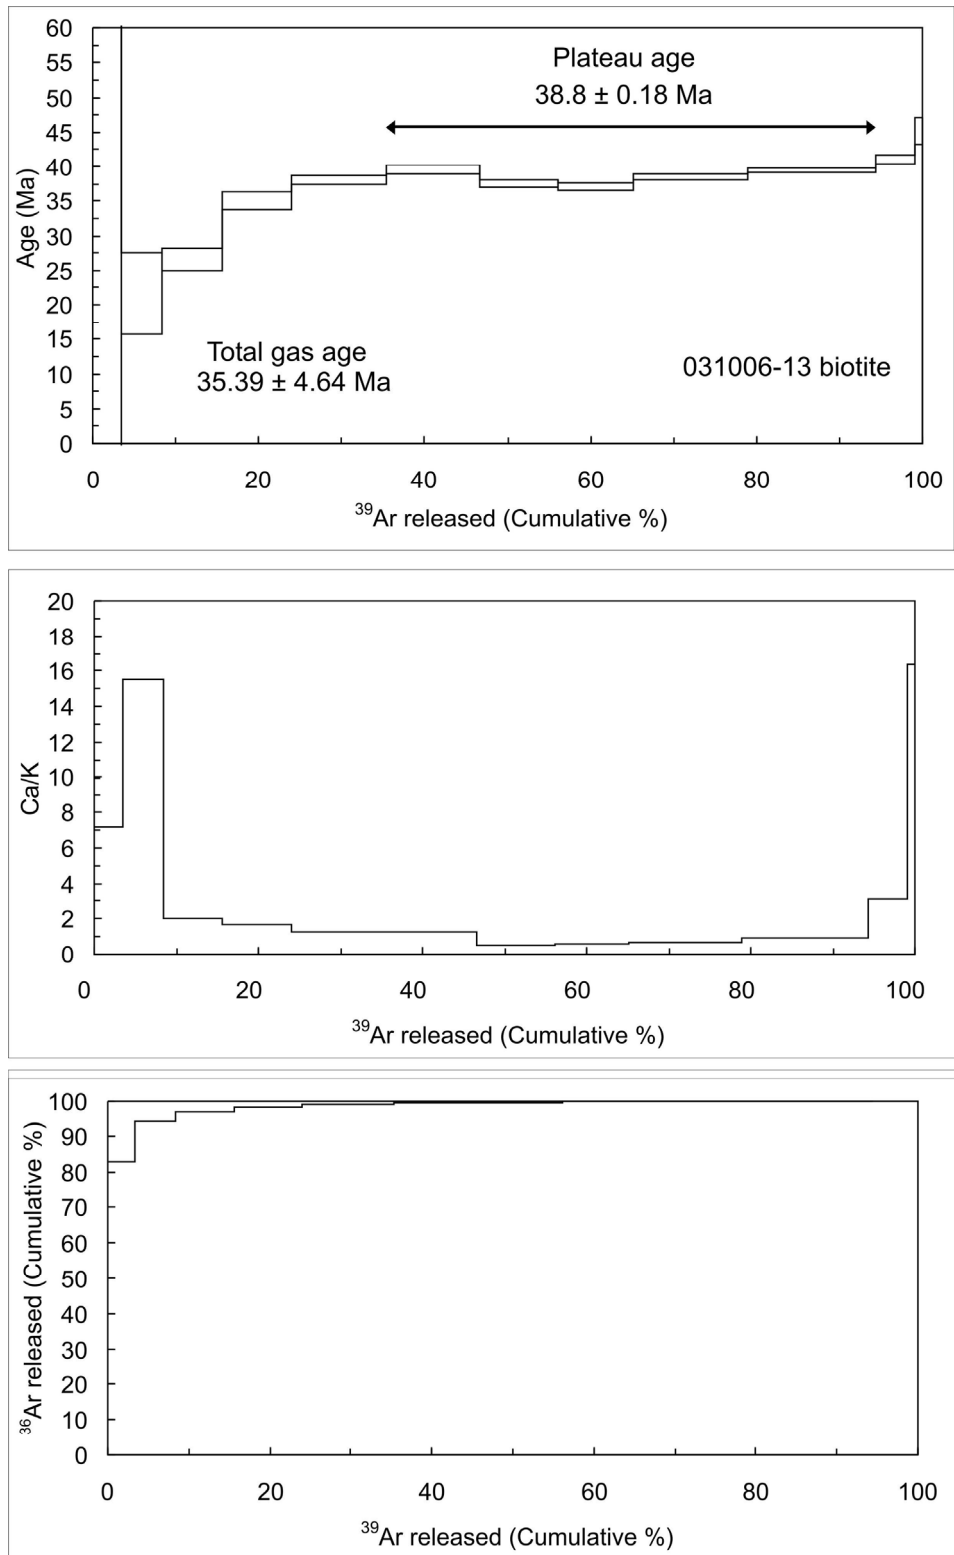 60
55
50
45
40
35
30
25
20
15
10
5
0
Age (Ma)
Plateau age
38.8 ± 0.18 Ma
Total gas age
35.39 ± 4.64 Ma
031006-13 biotite
0 20 40 60 80 100
³⁹Ar released (Cumulative %)
20
18
16
14
12
10
8
6
4
2
0
Ca/K
0 20 40 60 80 100
³⁹Ar released (Cumulative %)
100
90
80
70
60
50
40
30
20
10
0
³⁶Ar released (Cumulative %)
0 20 40 60 80 100
³⁹Ar released (Cumulative %)